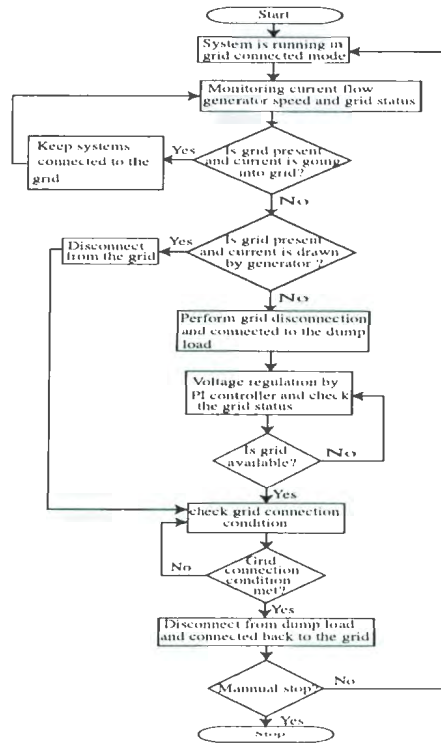 Start
System is running in
grid connected mode
Monitoring current flow
generator speed and grid status
Keep systems
connected to the
grid
Yes
Is grid present
and current is going
into grid?
No
Disconnect
from the grid
Yes
Is grid present
and current is drawn
by generator ?
No
Perform grid disconnection
and connected to the dump
load
Voltage regulation by
PI controller and check
the grid status
Is grid
available?
No
Yes
check grid connection
condition
No
Grid
connection
condition
met?
Yes
Disconnect from dump load
and connected back to the grid
Mannual stop?
No
Yes
Stop